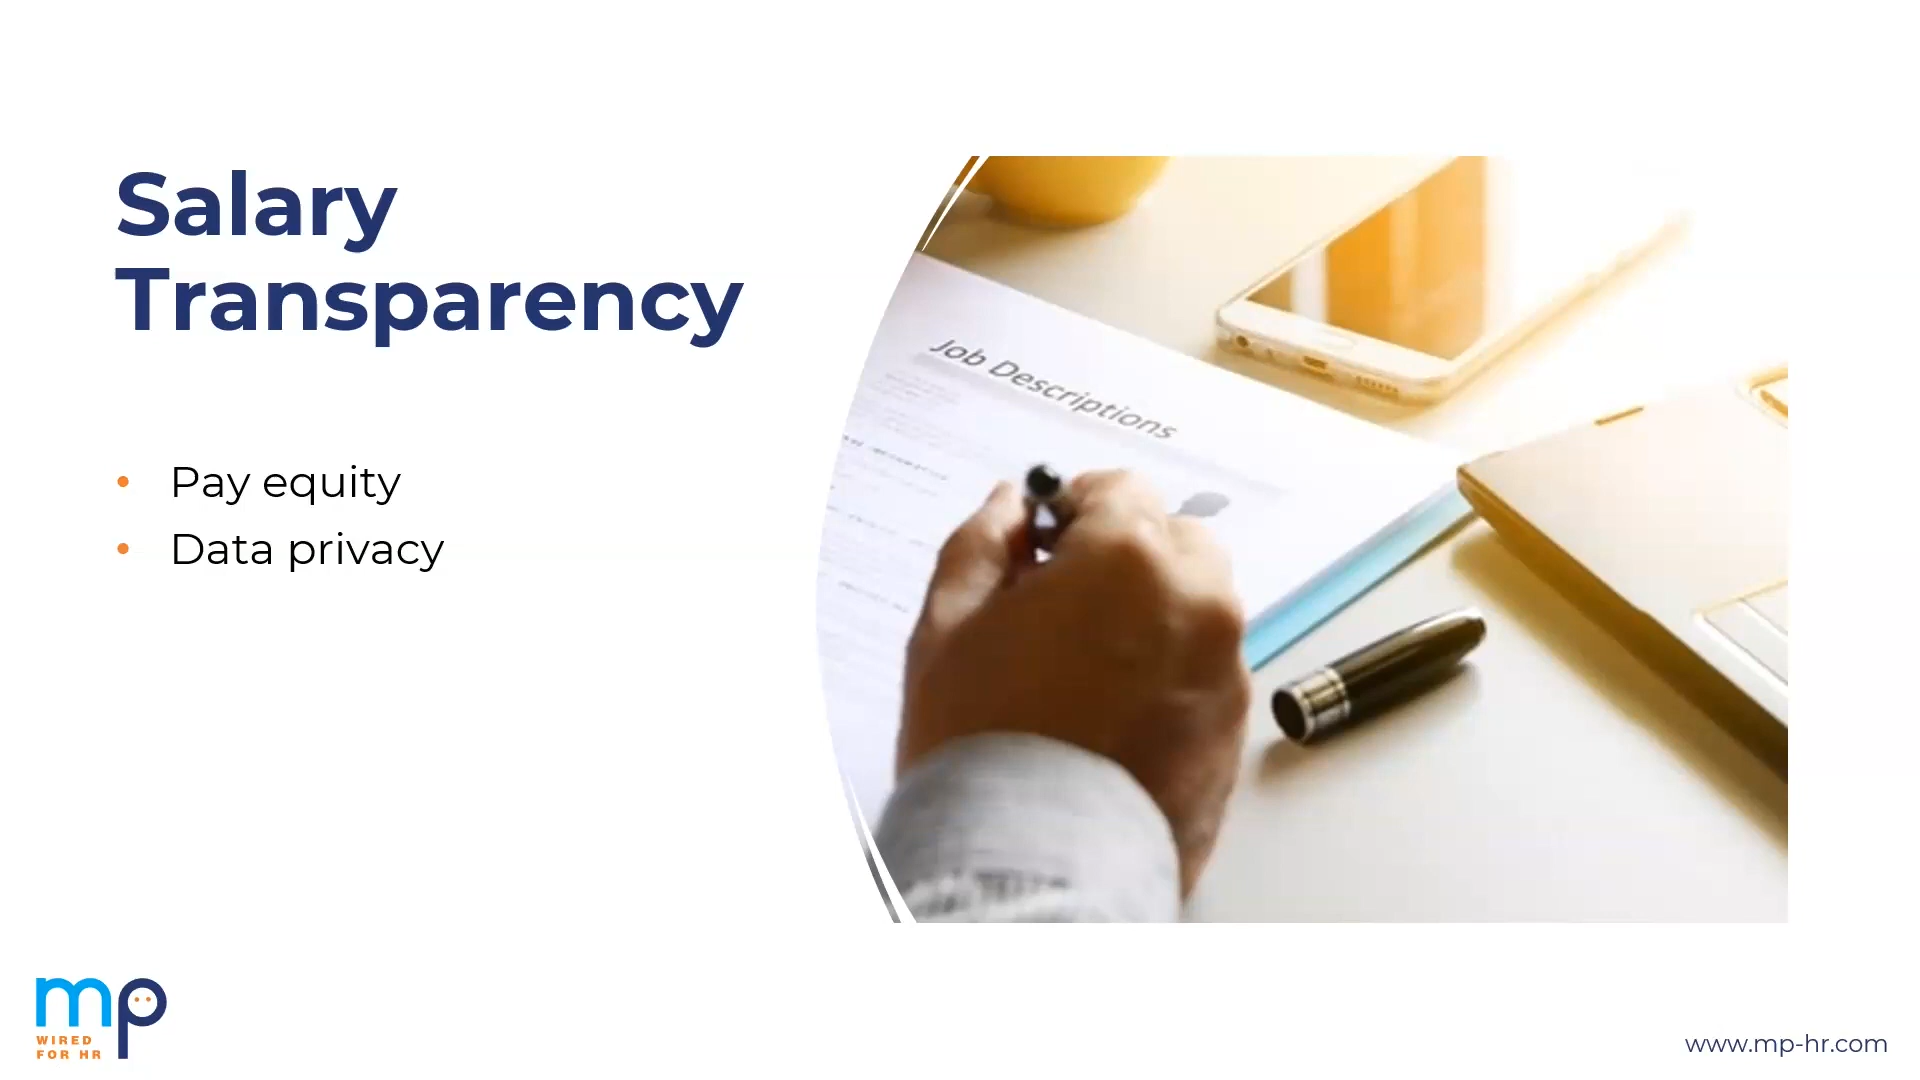 Salary
Transparency
• Pay equity
• Data privacy
Job Descriptions
mp
WIRED
FOR HR
www.mp-hr.com